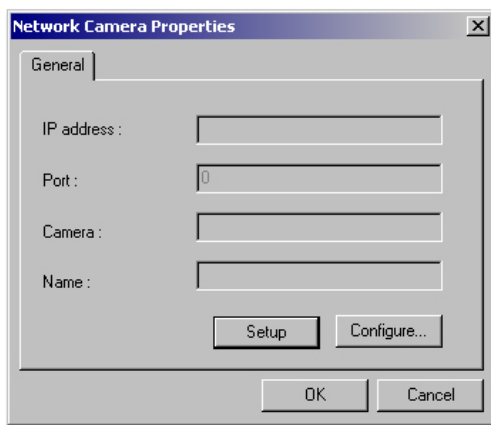 Network Camera Properties
General
IP address :
Port : 0
Camera :
Name :
Setup Configure...
OK Cancel